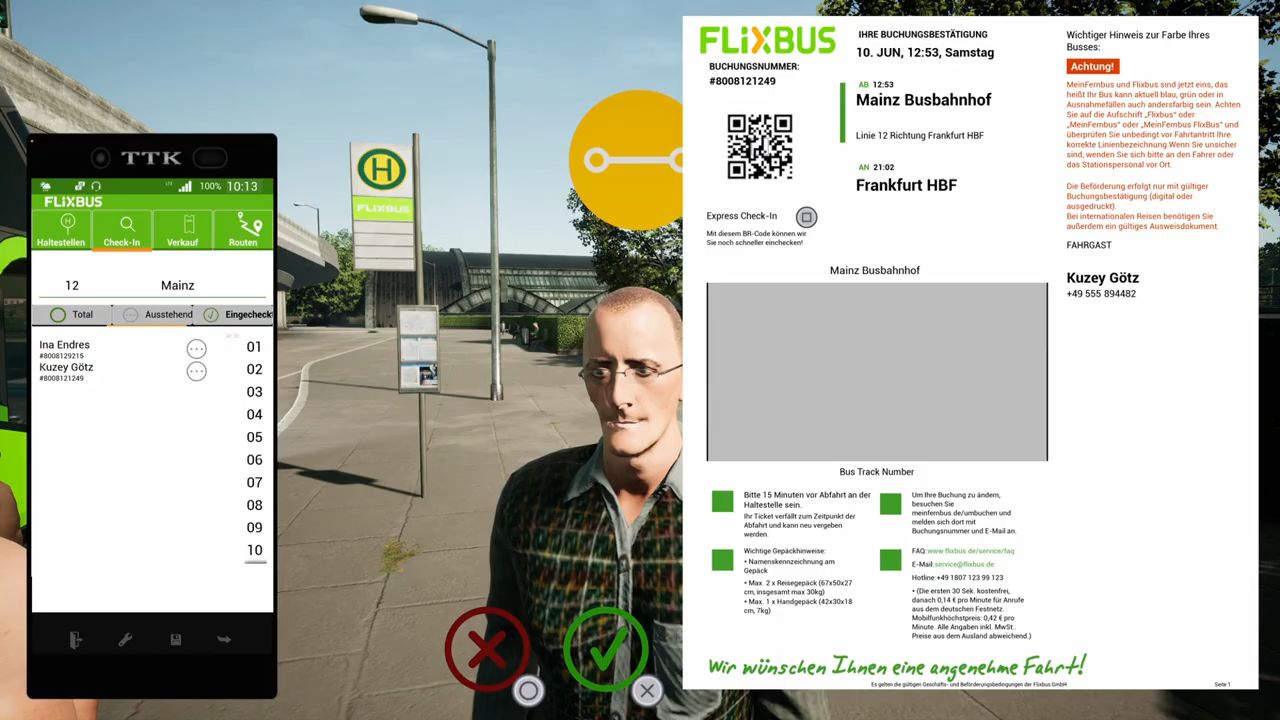 TTK
LTE 100% 10:13
FLiXBUS
Haltestellen Check-In Verkauf Routen
12 Mainz
Total Ausstehend Eingecheckt
Ina Endres
#8008129215
Kuzey Götz
#8008121249
01
02
03
04
05
06
07
08
09
10
H
FLiXBUS
FLiXBUS
BUCHUNGSNUMMER:
#8008121249
Express Check-In
Mit diesem BR-Code können wir
Sie noch schneller einchecken!
IHRE BUCHUNGSBESTÄTIGUNG
10. JUN, 12:53, Samstag
AB 12:53
Mainz Busbahnhof
Linie 12 Richtung Frankfurt HBF
AN 21:02
Frankfurt HBF
Wichtiger Hinweis zur Farbe Ihres
Busses:
Achtung!
MeinFernbus und Flixbus sind jetzt eins, das
heißt Ihr Bus kann aktuell blau, grün oder in
Ausnahmefällen auch andersfarbig sein. Achten
Sie auf die Aufschrift „Flixbus“ oder
„MeinFernbus“ oder „MeinFernbus FlixBus“ und
überprüfen Sie unbedingt vor Fahrtantritt Ihre
korrekte Linienbezeichnung.Wenn Sie unsicher
sind, wenden Sie sich bitte an den Fahrer oder
das Stationspersonal vor Ort.
Die Beförderung erfolgt nur mit gültiger
Buchungsbestätigung (digital oder
ausgedruckt).
Bei internationalen Reisen benötigen Sie
außerdem ein gültiges Ausweisdokument.
FAHRGAST
Kuzey Götz
+49 555 894482
Mainz Busbahnhof
Bus Track Number
Bitte 15 Minuten vor Abfahrt an der
Haltestelle sein.
Ihr Ticket verfällt zum Zeitpunkt der
Abfahrt und kann neu vergeben
werden.
Wichtige Gepäckhinweise:
• Namenskennzeichnung am
Gepäck
• Max. 2 x Reisegepäck (67x50x27
cm, insgesamt max 30kg)
• Max. 1 x Handgepäck (42x30x18
cm, 7kg)
Um Ihre Buchung zu ändern,
besuchen Sie
meinfernbus.de/umbuchen und
melden sich dort mit
Buchungsnummer und E-Mail an.
FAQ: www.flixbus.de/service/faq
E-Mail: service@flixbus.de
Hotline: +49 1807 123 99 123
• (Die ersten 30 Sek. kostenfrei,
danach 0,14 € pro Minute für Anrufe
aus dem deutschen Festnetz.
Mobilfunkhöchstpreis: 0,42 € pro
Minute. Alle Angaben inkl. MwSt..
Preise aus dem Ausland abweichend.)
Wir wünschen Ihnen eine angenehme Fahrt!
Es gelten die gültigen Geschäfts- und Beförderungsbedingungen der Flixbus GmbH
Seite 1